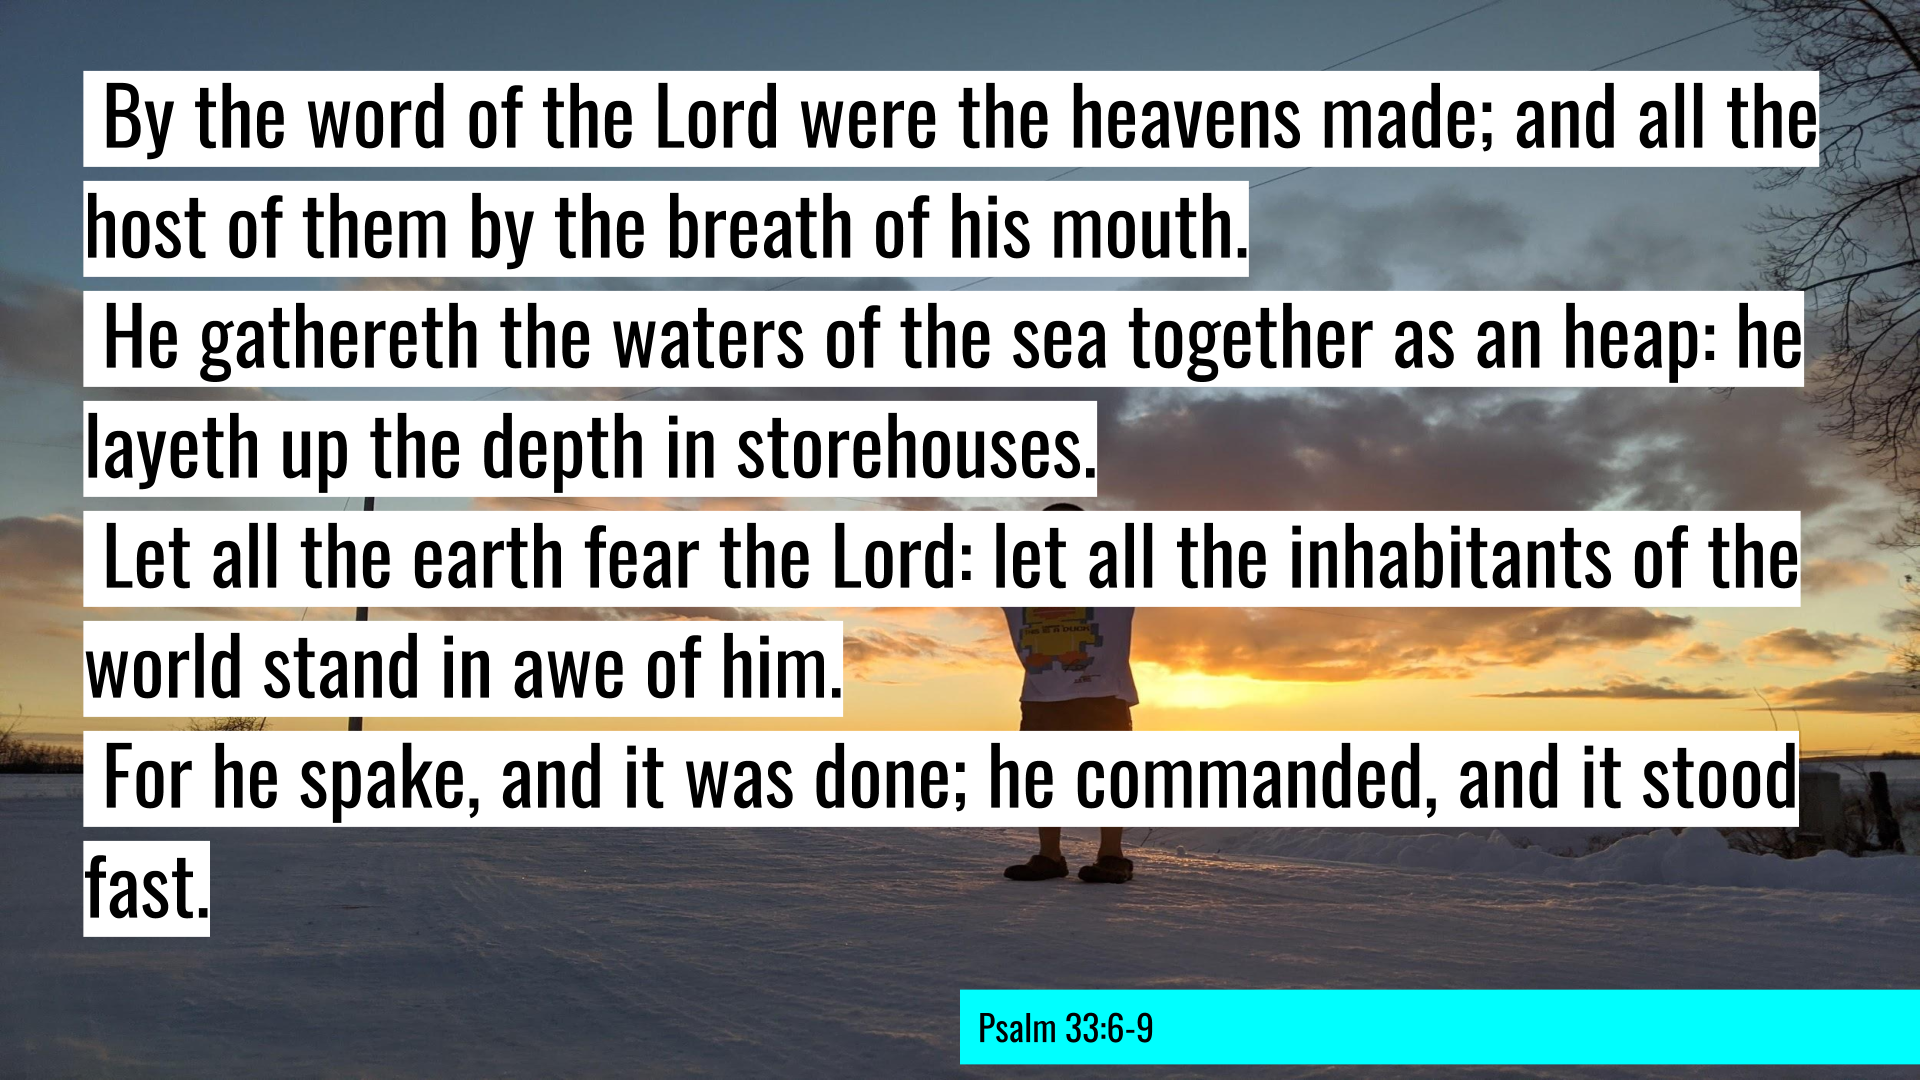 By the word of the Lord were the heavens made; and all the
host of them by the breath of his mouth.
He gathereth the waters of the sea together as an heap: he
layeth up the depth in storehouses.
Let all the earth fear the Lord: let all the inhabitants of the
world stand in awe of him.
For he spake, and it was done; he commanded, and it stood
fast.
Psalm 33:6-9